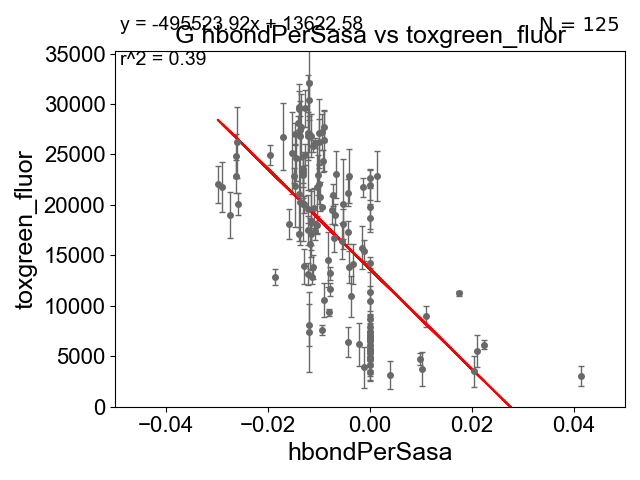 y = -495523.92x + 13622.58
N = 125
G hbondPerSasa vs toxgreen_fluor
r^2 = 0.39
35000
30000
25000
20000
15000
10000
5000
0
toxgreen_fluor
−0.04 −0.02 0.00 0.02 0.04
hbondPerSasa